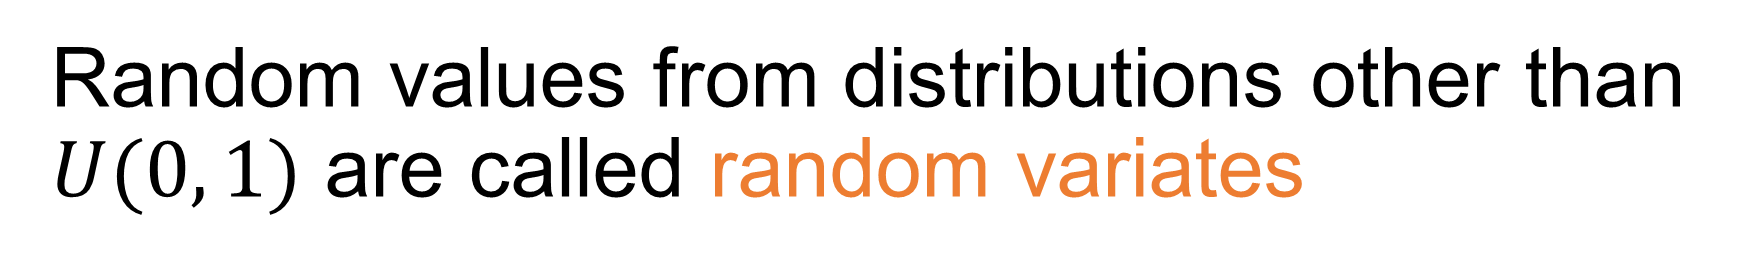 Random values from distributions other than
U(0, 1) are called random variates